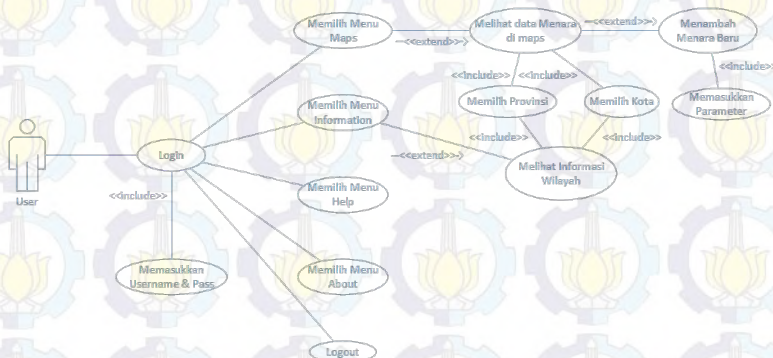 Memilih Menu
Maps
Melihat data Menara
di maps
Menambah
Menara Baru
<<extend>>
<<extend>>
<<include>>
<<include>>
<<include>>
Memilih Menu
Information
Memilih Provinsi
Memilih Kota
Memasukkan
Parameter
<<include>>
<<include>>
User
Login
<<extend>>
Melihat Informasi
Wilayah
<<include>>
Memilih Menu
Help
Memasukkan
Username & Pass
Memilih Menu
About
Logout